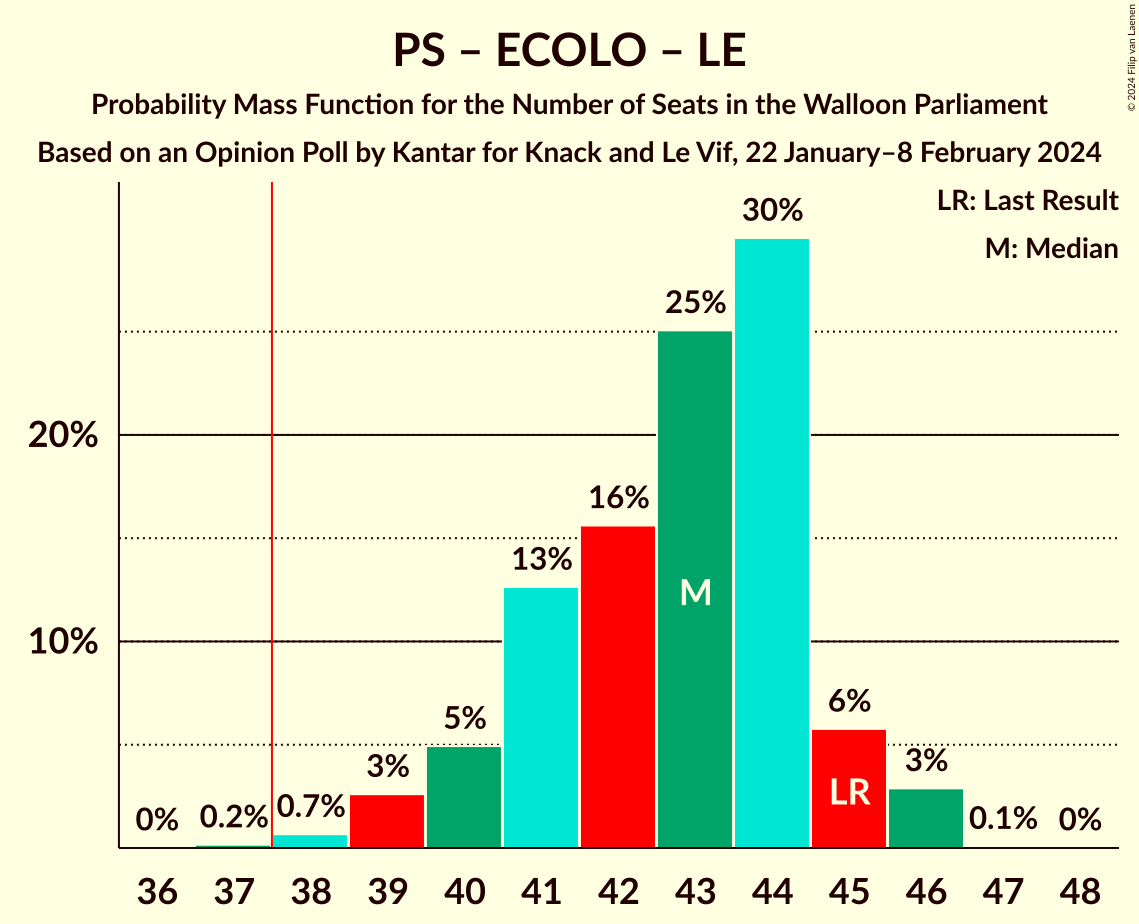 PS – ECOLO – LE
Probability Mass Function for the Number of Seats in the Walloon Parliament
Based on an Opinion Poll by Kantar for Knack and Le Vif, 22 January–8 February 2024
© 2024 Filip van Laenen
LR: Last Result
M: Median
20%
10%
0%
0.2%
0.7%
3%
5%
13%
16%
25%
30%
6%
3%
0.1%
0%
M
LR
36 37 38 39 40 41 42 43 44 45 46 47 48